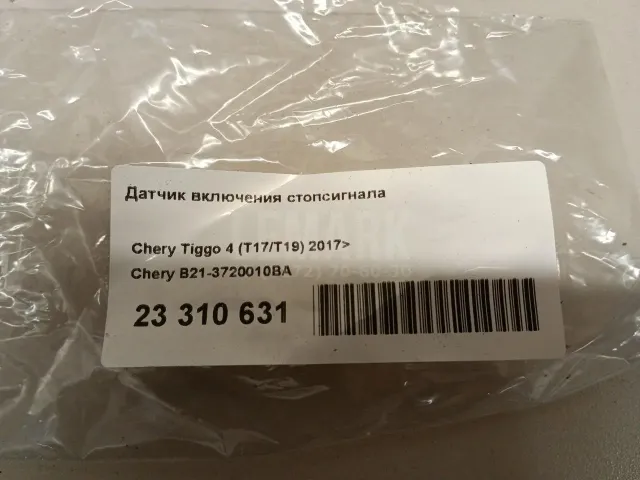 Датчик включения стопсигнала
Chery Tiggo 4 (T17/T19) 2017>
Chery B21-3720010BA
23 310 631